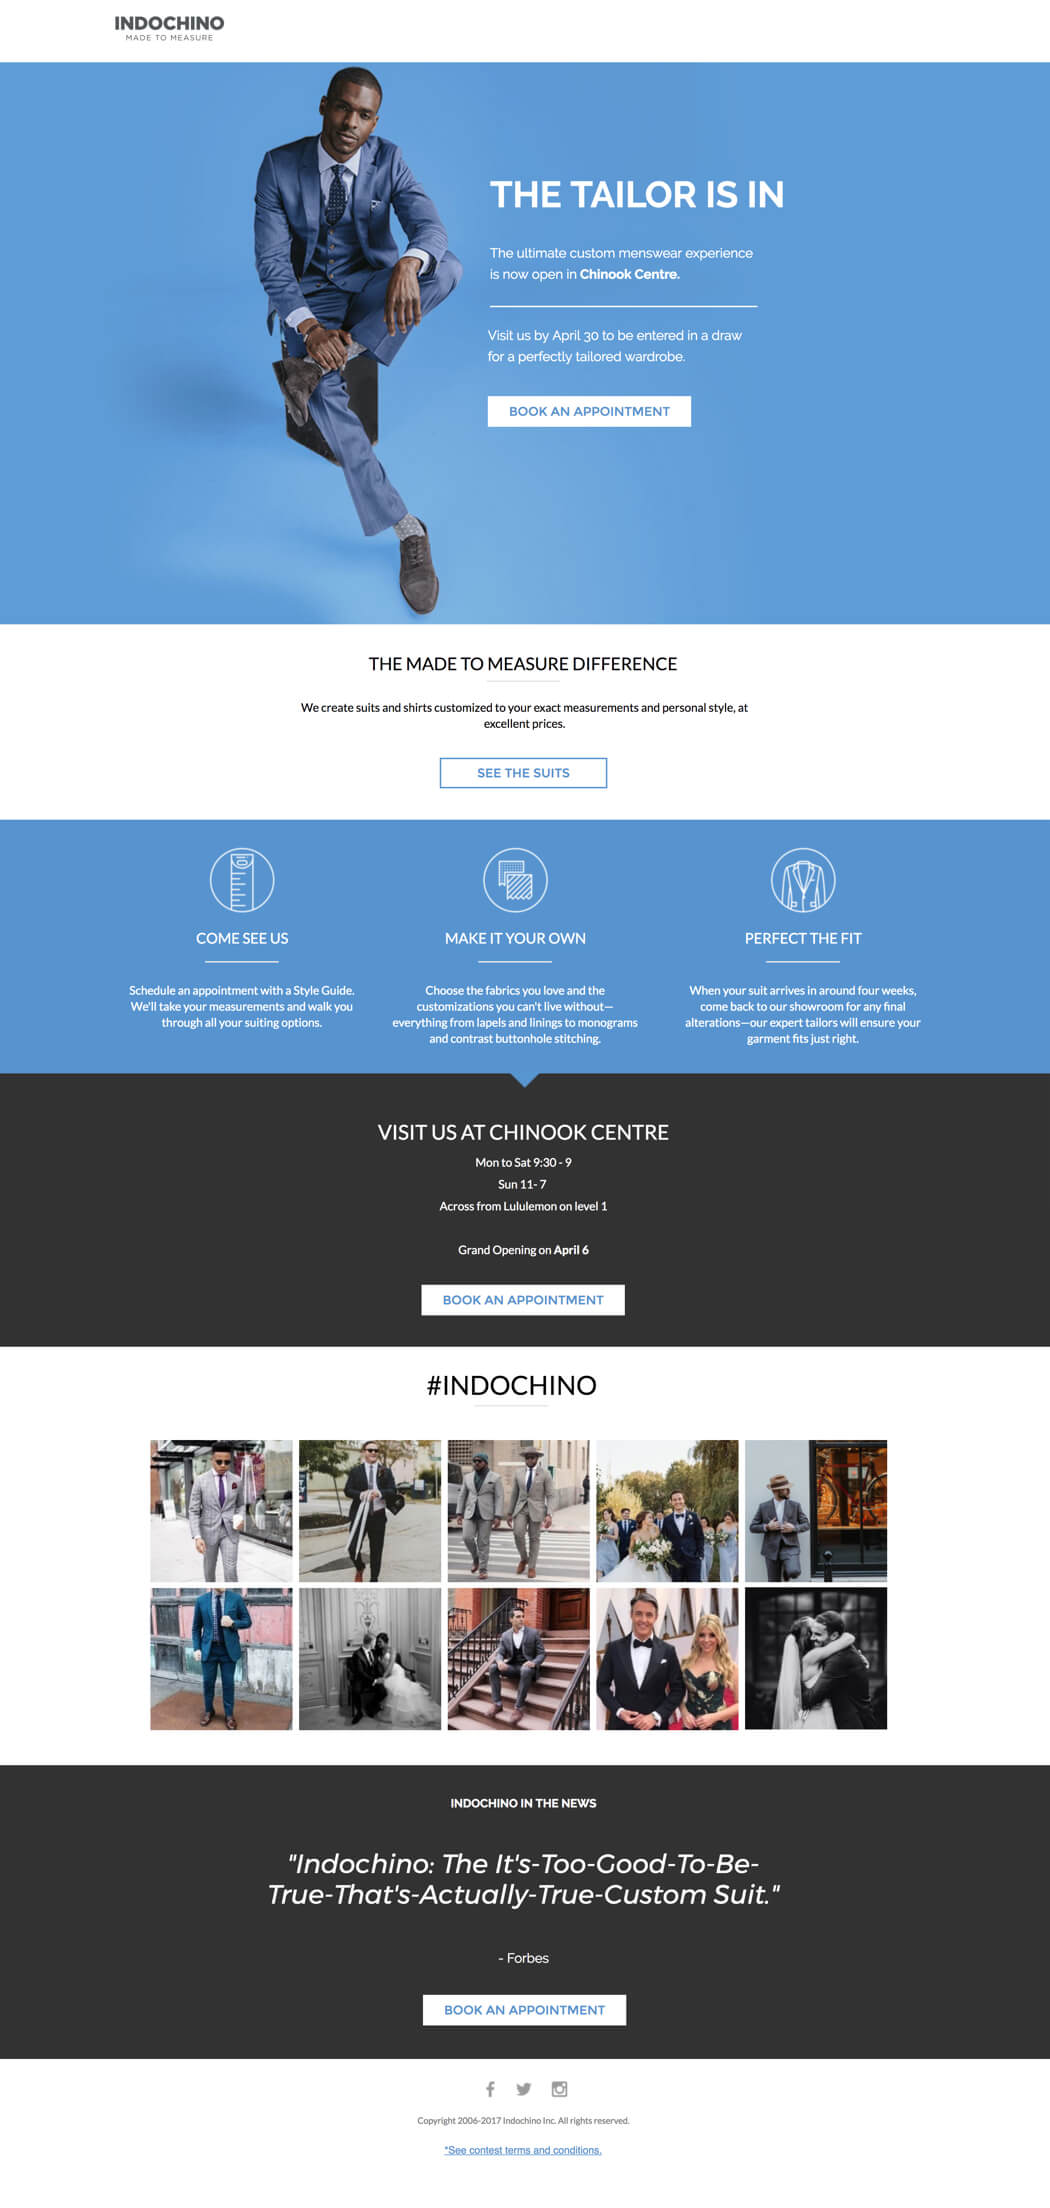 INDOCHINO
MADE TO MEASURE
THE TAILOR IS IN
The ultimate custom menswear experience
is now open in Chinook Centre.
Visit us by April 30 to be entered in a draw
for a perfectly tailored wardrobe.
BOOK AN APPOINTMENT
THE MADE TO MEASURE DIFFERENCE
We create suits and shirts customized to your exact measurements and personal style, at
excellent prices.
SEE THE SUITS
COME SEE US
Schedule an appointment with a Style Guide.
We'll take your measurements and walk you
through all your suiting options.
MAKE IT YOUR OWN
Choose the fabrics you love and the
customizations you can't live without—
everything from lapels and linings to monograms
and contrast buttonhole stitching.
PERFECT THE FIT
When your suit arrives in around four weeks,
come back to our showroom for any final
alterations—our expert tailors will ensure your
garment fits just right.
VISIT US AT CHINOOK CENTRE
Mon to Sat 9:30 - 9
Sun 11- 7
Across from Lululemon on level 1
Grand Opening on April 6
BOOK AN APPOINTMENT
#INDOCHINO
INDOCHINO IN THE NEWS
"Indochino: The It's-Too-Good-To-Be-
True-That's-Actually-True-Custom Suit."
- Forbes
BOOK AN APPOINTMENT
Copyright 2006-2017 Indochino Inc. All rights reserved.
*See contest terms and conditions.